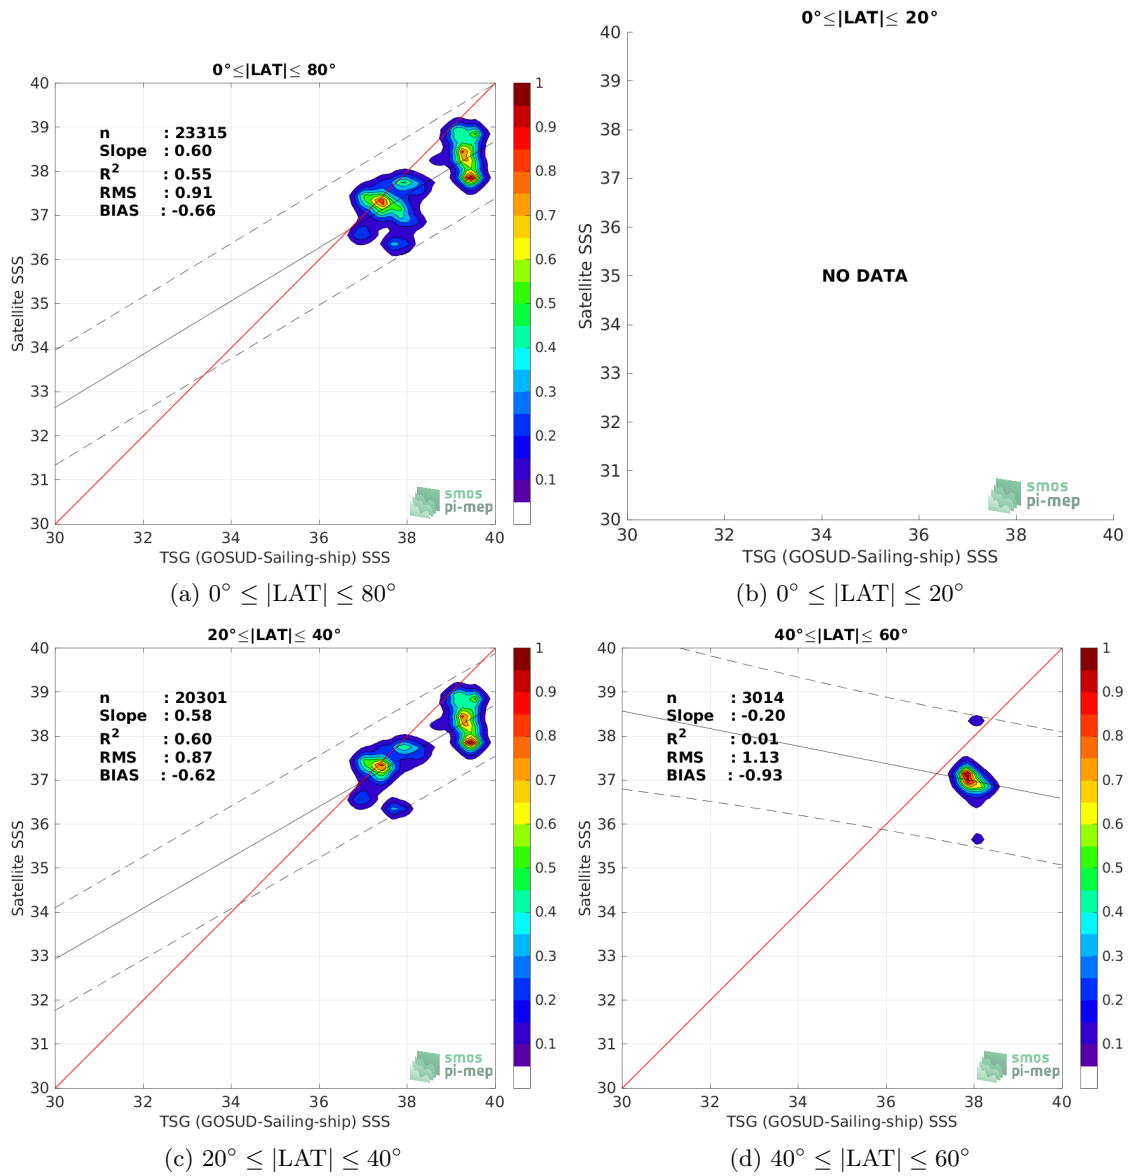 0°≤|LAT|≤ 80°
40
39
38
37
36
35
34
33
32
31
30
30
32
34
36
38
40
Satellite SSS
TSG (GOSUD-Sailing-ship) SSS
n : 23315
Slope : 0.60
R² : 0.55
RMS : 0.91
BIAS : -0.66
smos
pi-mep
1
0.9
0.8
0.7
0.6
0.5
0.4
0.3
0.2
0.1
(a) 0° ≤ |LAT| ≤ 80°
0°≤|LAT|≤ 20°
40
39
38
37
36
35
34
33
32
31
30
30
32
34
36
38
40
Satellite SSS
TSG (GOSUD-Sailing-ship) SSS
NO DATA
smos
pi-mep
(b) 0° ≤ |LAT| ≤ 20°
20°≤|LAT|≤ 40°
40
39
38
37
36
35
34
33
32
31
30
30
32
34
36
38
40
Satellite SSS
TSG (GOSUD-Sailing-ship) SSS
n : 20301
Slope : 0.58
R² : 0.60
RMS : 0.87
BIAS : -0.62
smos
pi-mep
1
0.9
0.8
0.7
0.6
0.5
0.4
0.3
0.2
0.1
(c) 20° ≤ |LAT| ≤ 40°
40°≤|LAT|≤ 60°
40
39
38
37
36
35
34
33
32
31
30
30
32
34
36
38
40
Satellite SSS
TSG (GOSUD-Sailing-ship) SSS
n : 3014
Slope : -0.20
R² : 0.01
RMS : 1.13
BIAS : -0.93
smos
pi-mep
1
0.9
0.8
0.7
0.6
0.5
0.4
0.3
0.2
0.1
(d) 40° ≤ |LAT| ≤ 60°